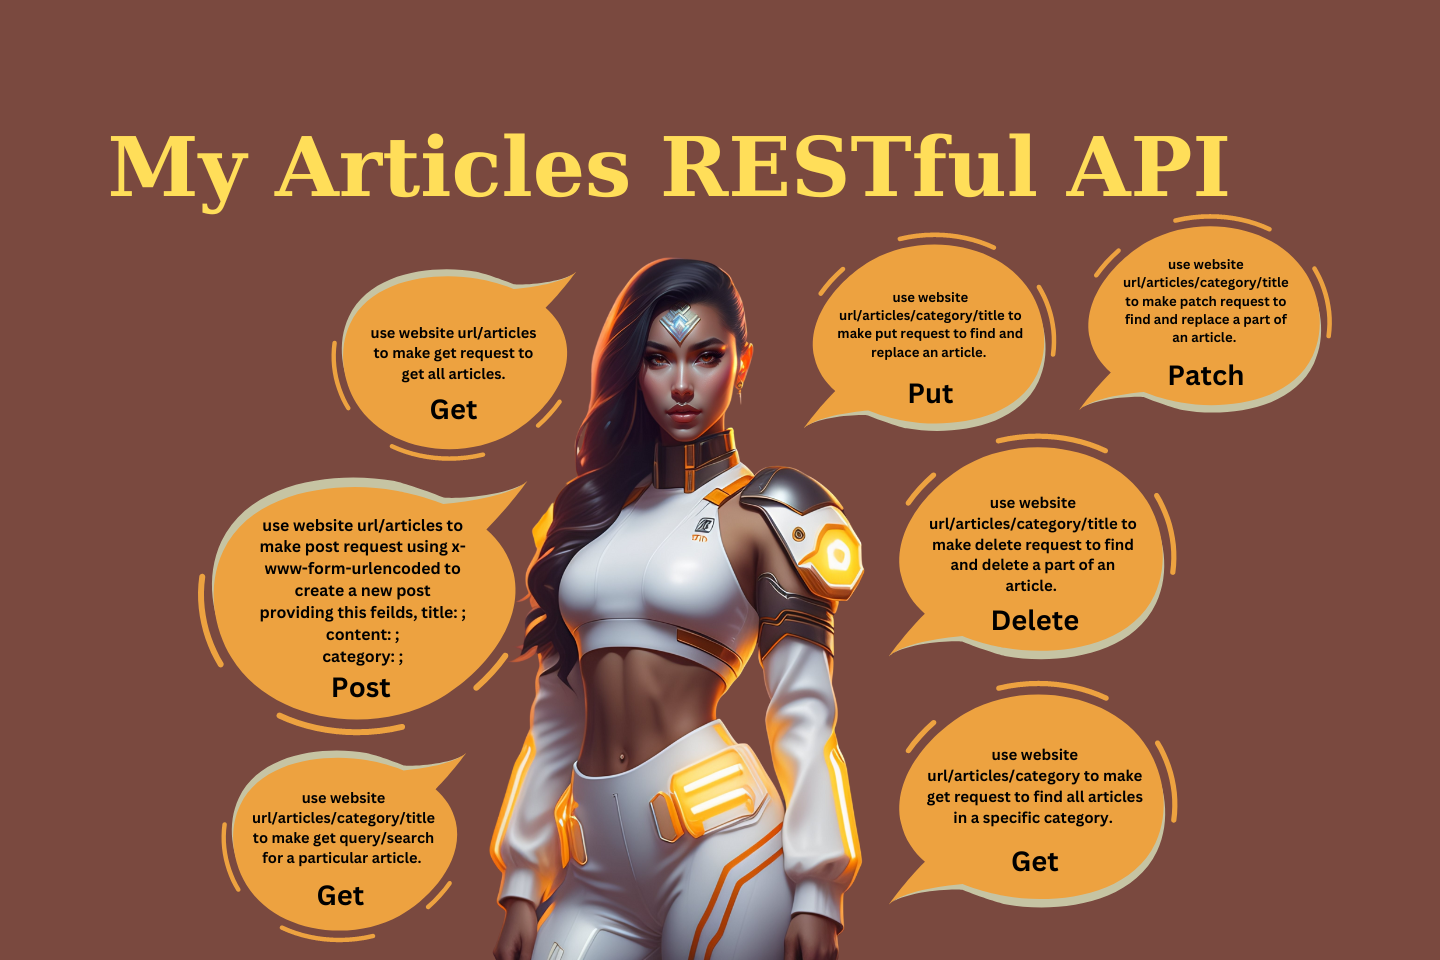 My Articles RESTful API
use website url/articles
to make get request to
get all articles.
Get
use website url/articles to
make post request using x-
www-form-urlencoded to
create a new post
providing this feilds, title: ;
content: ;
category: ;
Post
use website
url/articles/category/title
to make get query/search
for a particular article.
Get
use website
url/articles/category/title to
make put request to find and
replace an article.
Put
use website
url/articles/category/title
to make patch request to
find and replace a part of
an article.
Patch
use website
url/articles/category/title to
make delete request to find
and delete a part of an
article.
Delete
use website
url/articles/category to make
get request to find all articles
in a specific category.
Get